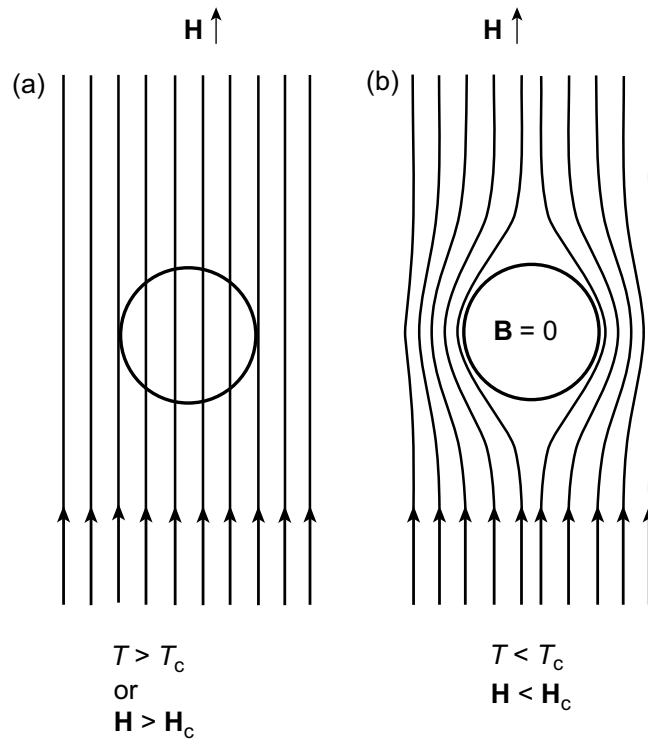 H
(a)
T > Tc
or
H > Hc
H
(b)
B = 0
T < Tc
H < Hc